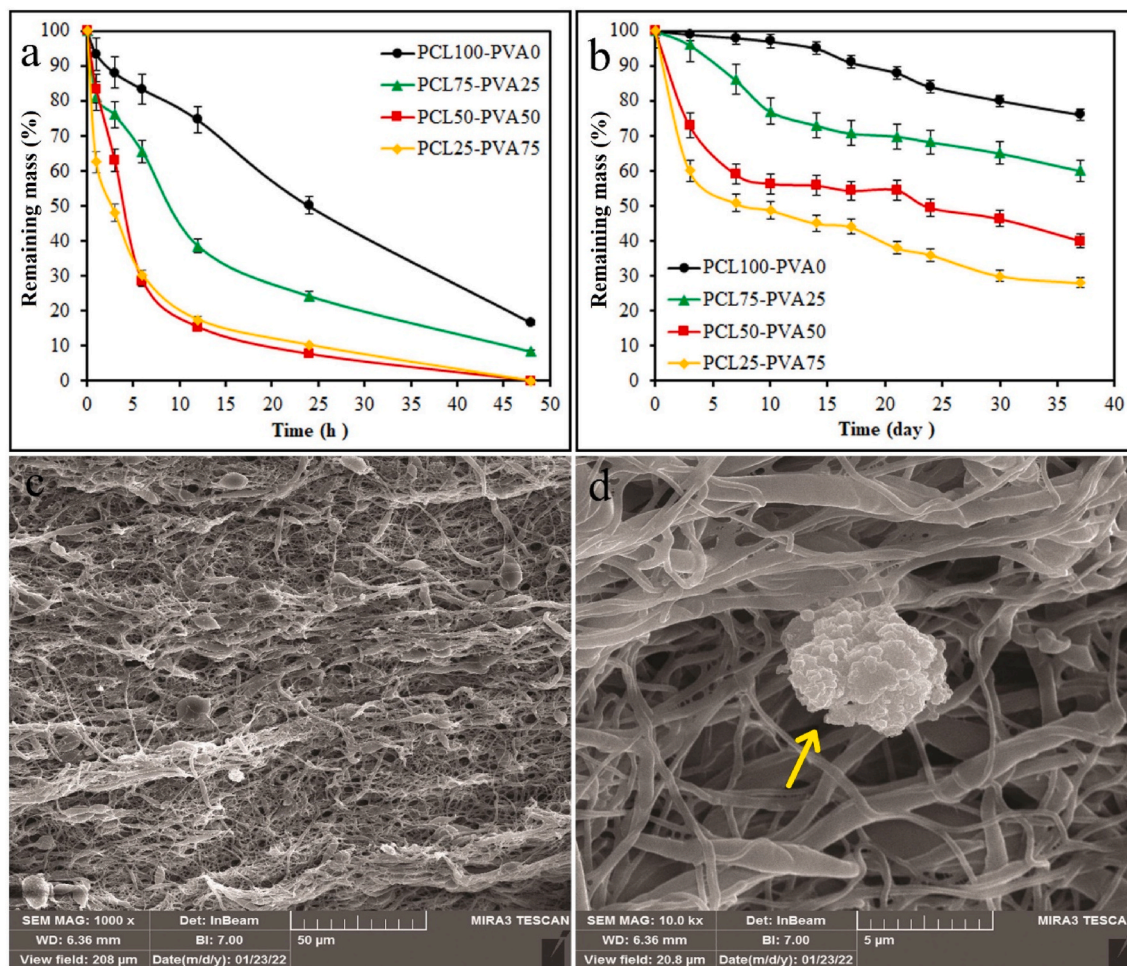 a
Remaining mass (%)
100
90
80
70
60
50
40
30
20
10
0
PCL100-PVA0
PCL75-PVA25
PCL50-PVA50
PCL25-PVA75
0 5 10 15 20 25 30 35 40 45 50
Time (h )
b
Remaining mass (%)
100
90
80
70
60
50
40
30
20
10
0
PCL100-PVA0
PCL75-PVA25
PCL50-PVA50
PCL25-PVA75
0 5 10 15 20 25 30 35 40
Time (day )
c
SEM MAG: 1000 x Det: InBeam MIRA3 TESCAN
WD: 6.36 mm BI: 7.00 50 µm
View field: 208 µm Date(m/d/y): 01/23/22
d
SEM MAG: 10.0 kx Det: InBeam MIRA3 TESCAN
WD: 6.36 mm BI: 7.00 5 µm
View field: 20.8 µm Date(m/d/y): 01/23/22